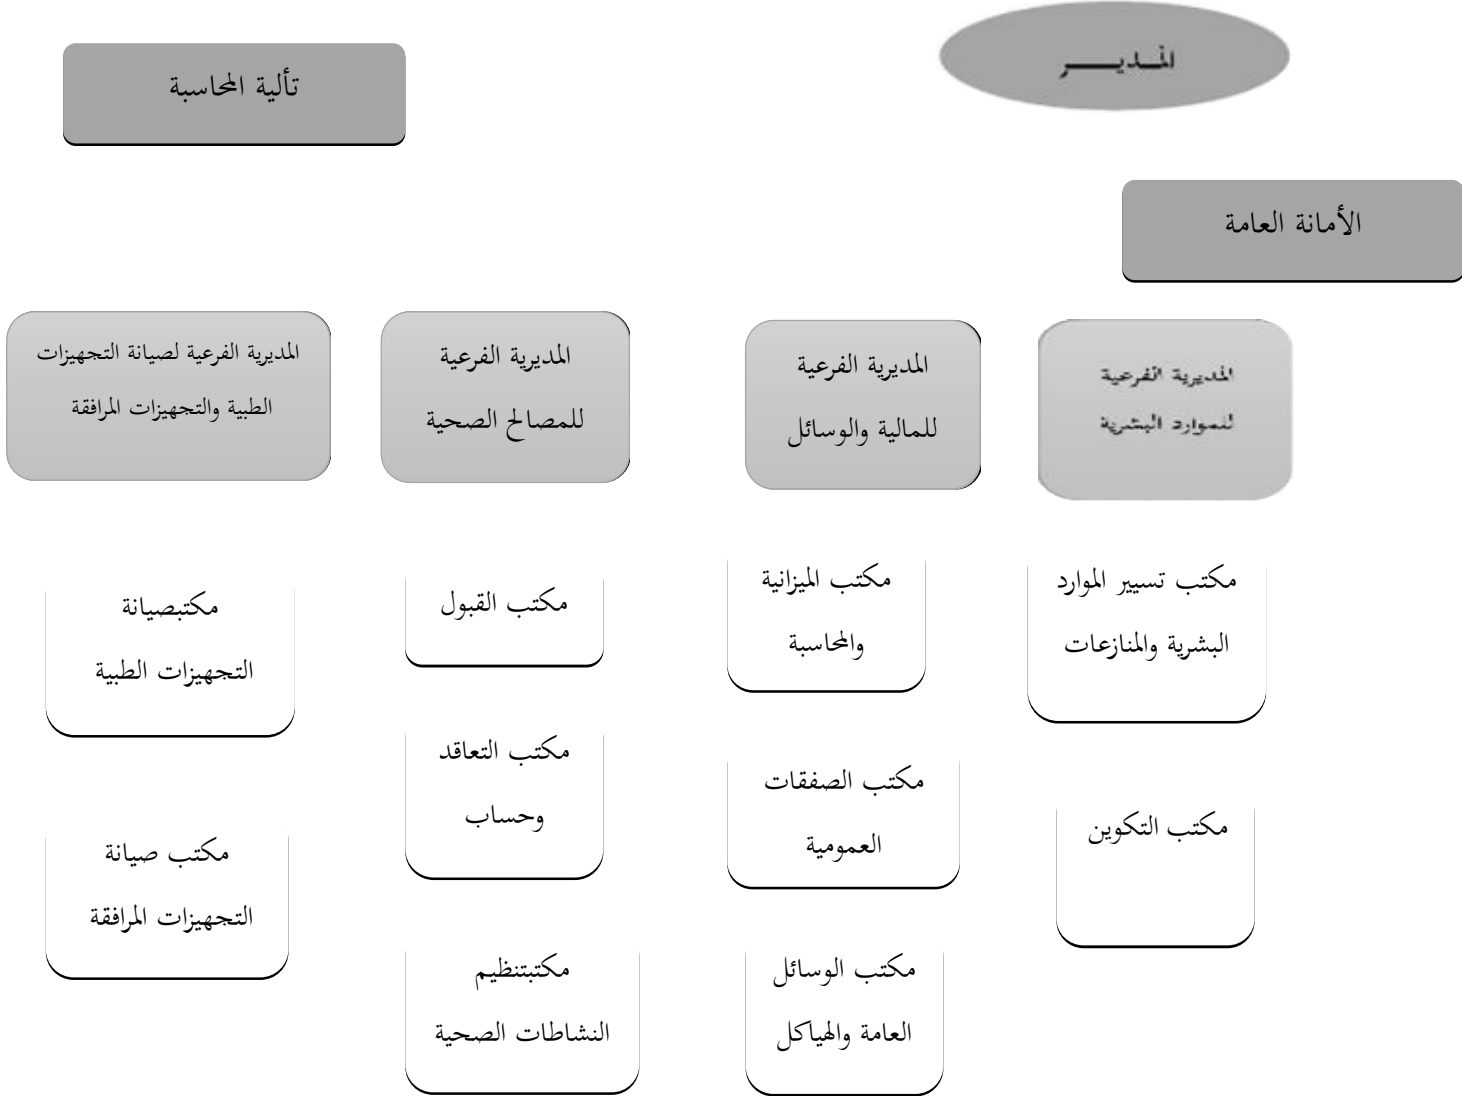 المـديــــر
تألية المحاسبة
الأمانة العامة
المديرية الفرعية
للموارد البشرية
المديرية الفرعية
للمالية والوسائل
المديرية الفرعية
للمصالح الصحية
المديرية الفرعية لصيانة التجهيزات
الطبية والتجهيزات المرافقة
مكتب تسيير الموارد
البشرية والمنازعات
مكتب التكوين
مكتب الميزانية
والمحاسبة
مكتب الصفقات
العمومية
مكتب الوسائل
العامة والهياكل
مكتب القبول
مكتب التعاقد
وحساب
مكتبتنظيم
النشاطات الصحية
مكتبصيانة
التجهيزات الطبية
مكتب صيانة
التجهيزات المرافقة